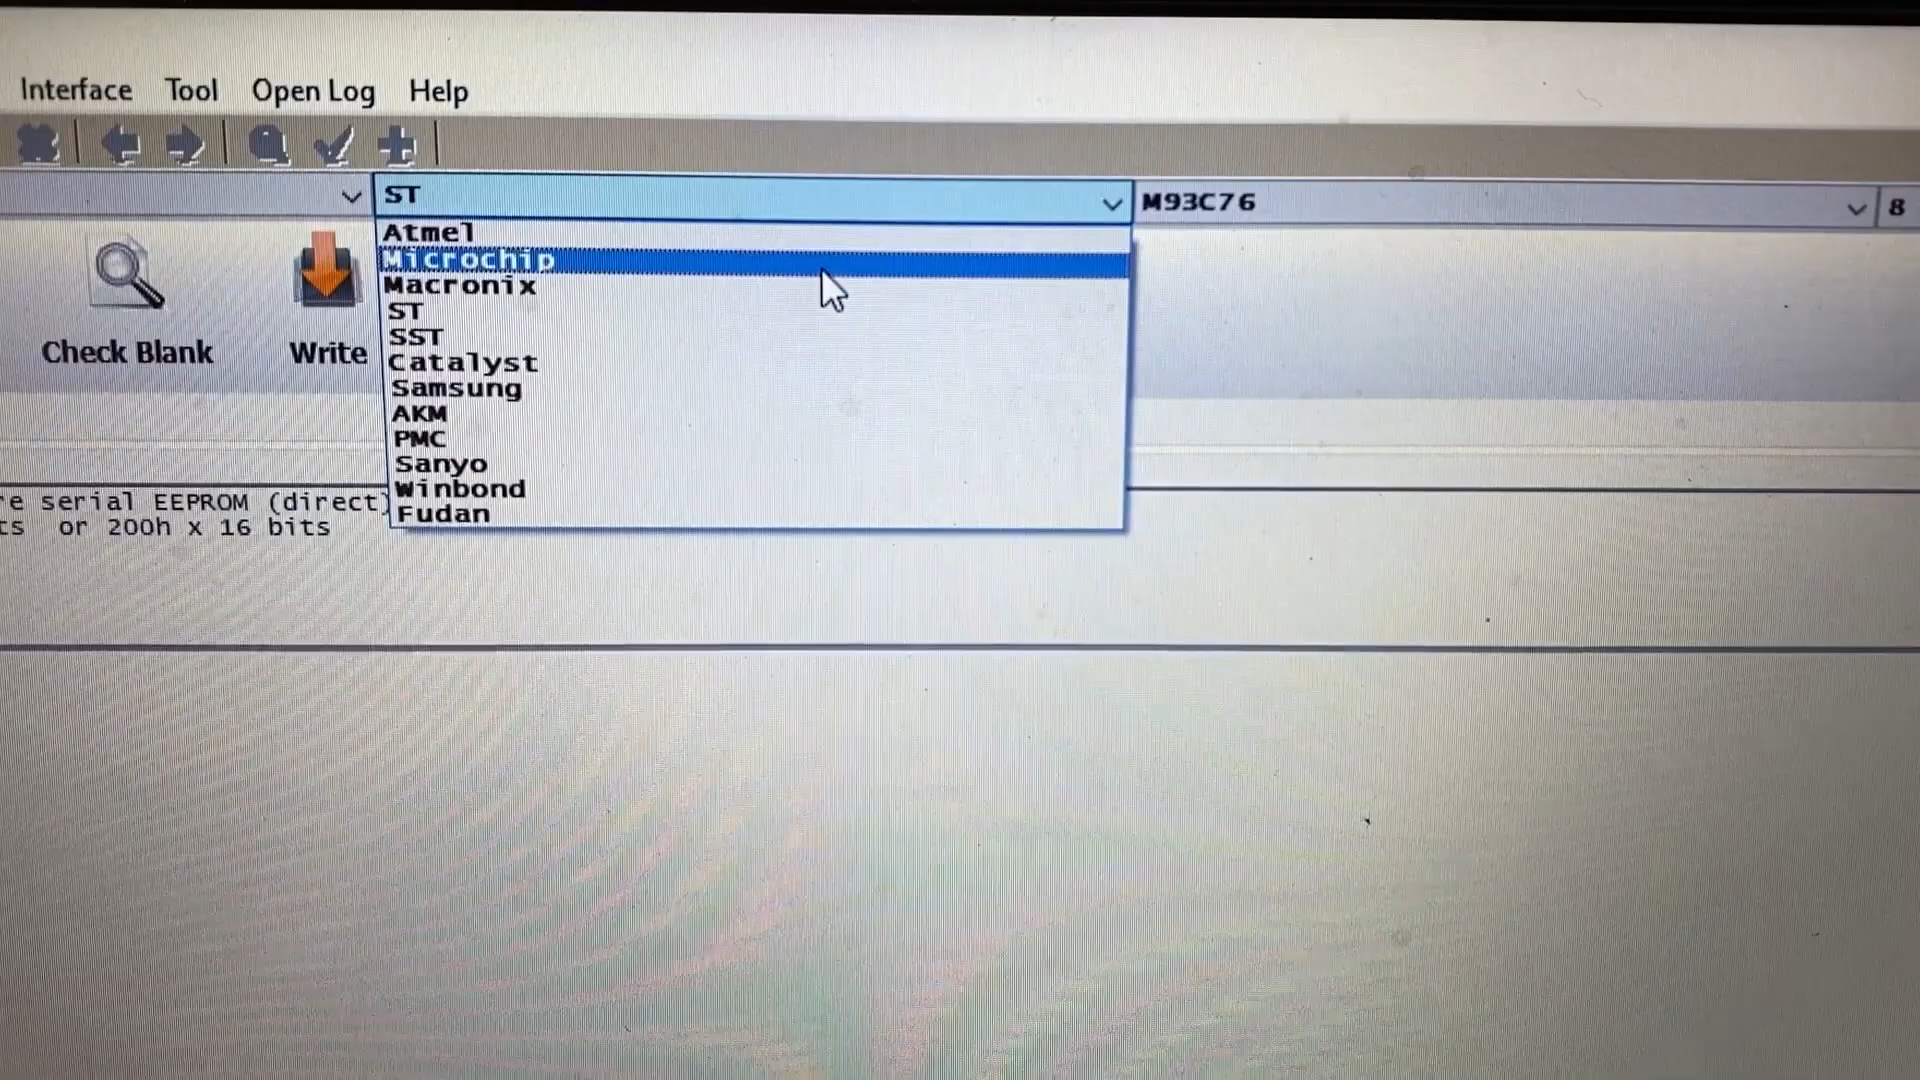 Interface Tool Open Log Help
ST M93C76 8
Atmel
Microchip
Macronix
ST
SST
Catalyst
Samsung
AKM
PMC
Sanyo
Winbond
Fudan
Check Blank Write
serial EEPROM (direct)
or 200h x 16 bits